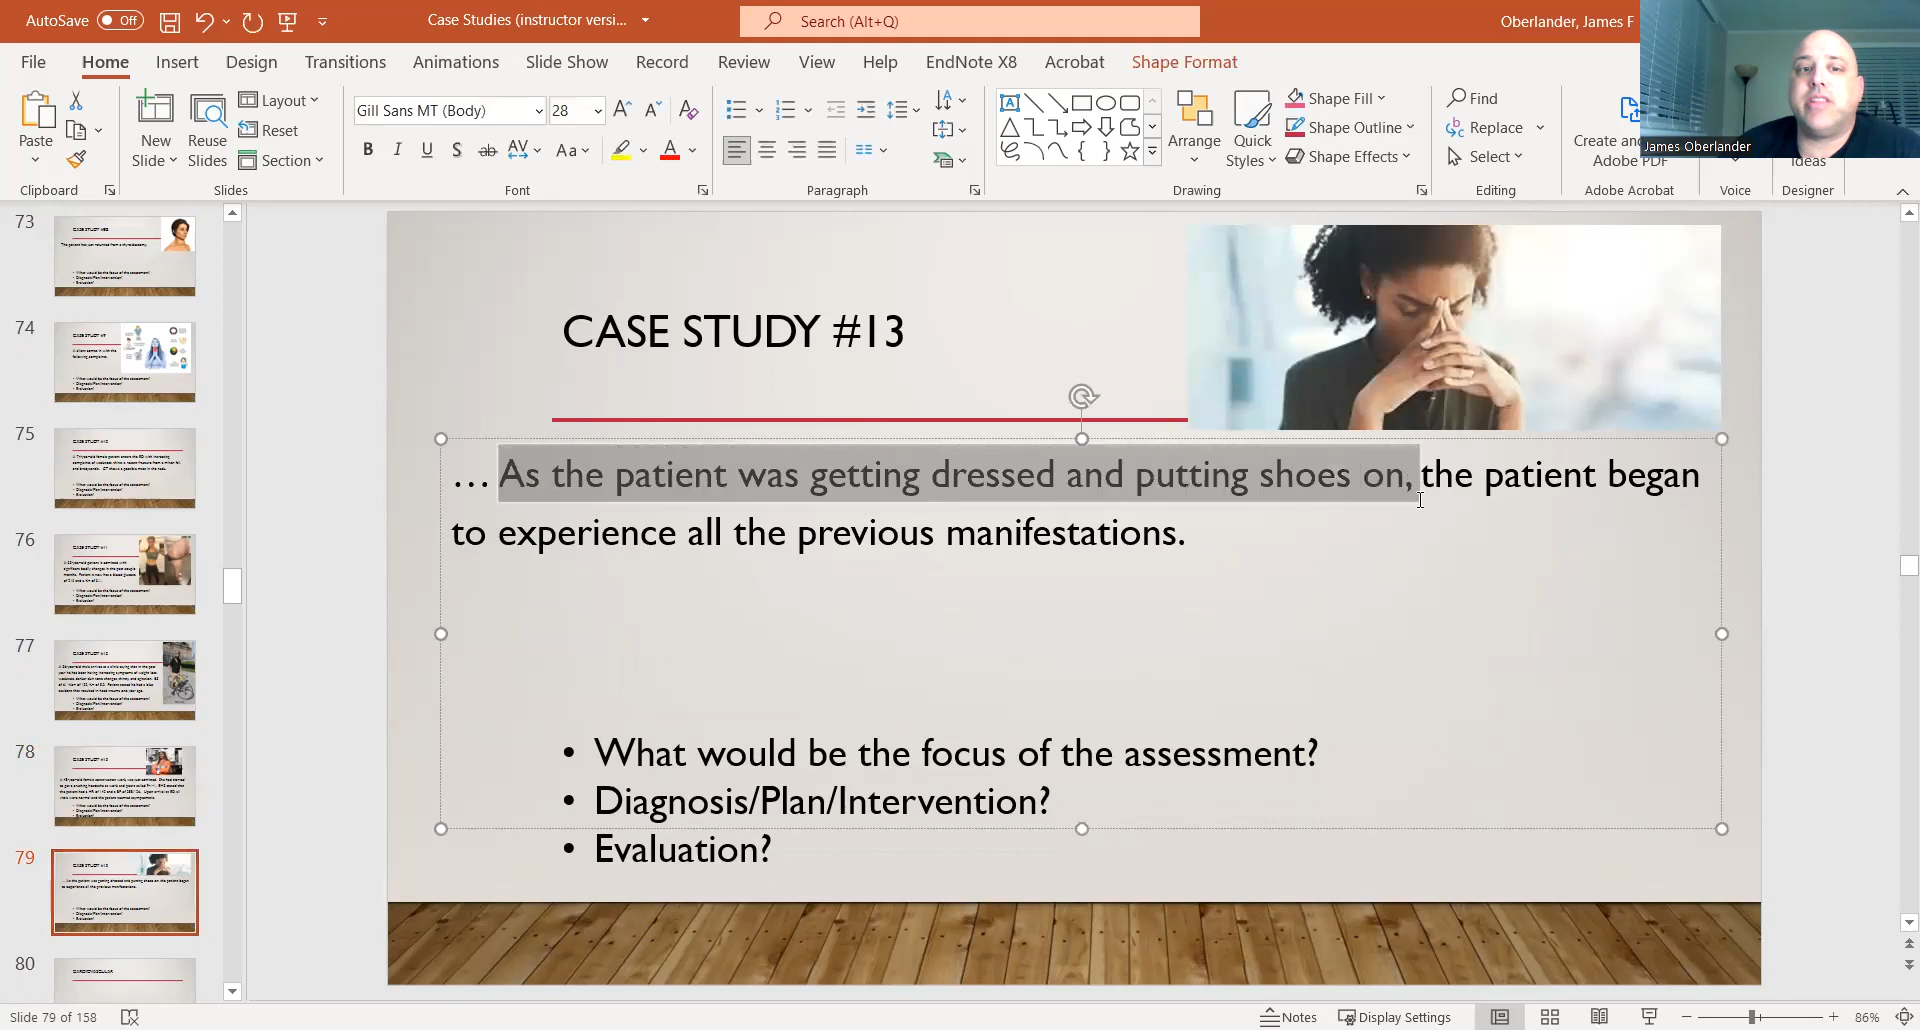 AutoSave Off Case Studies (instructor versi... Search (Alt+Q) Oberlander, James F
File Home Insert Design Transitions Animations Slide Show Record Review View Help EndNote X8 Acrobat Shape Format
Paste
Clipboard
New Slide
Reuse Slides
Layout
Reset
Section
Slides
Gill Sans MT (Body) 28
Font
Paragraph
Arrange
Quick Styles
Shape Fill
Shape Outline
Shape Effects
Drawing
Find
Replace
Select
Editing
Create and
Adobe PDF
Adobe Acrobat
Voice
Ideas
Designer
James Oberlander
73
74
75
76
77
78
79
80
CASE STUDY #13
... As the patient was getting dressed and putting shoes on, the patient began
to experience all the previous manifestations.
• What would be the focus of the assessment?
• Diagnosis/Plan/Intervention?
• Evaluation?
Slide 79 of 158 Notes Display Settings 86%